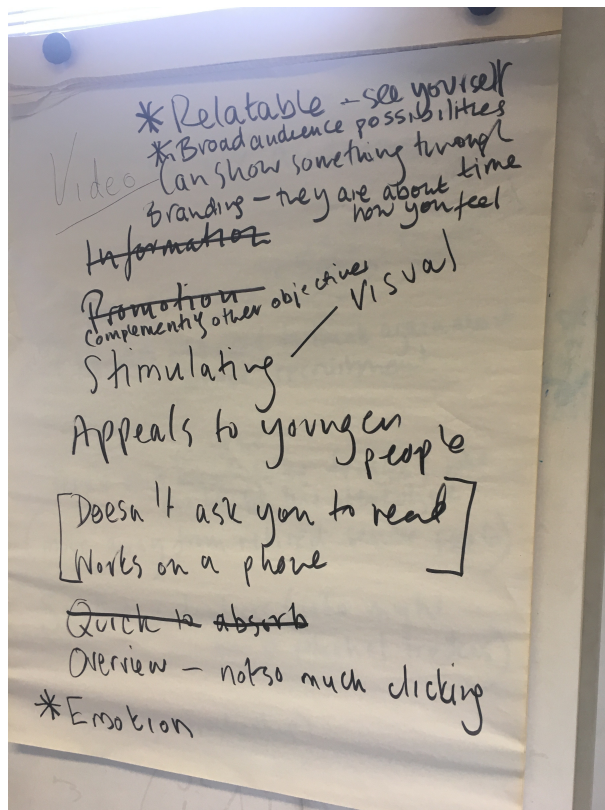 * Relatable - see yourself
* Broad audience possibilities
Video
Can show something through time
Branding - they are about how you feel
Information
Promotion
complementing other objectives
Stimulating
Visual
Appeals to younger people
[Doesn't ask you to read
Works on a phone]
Quick to absorb
Overview - not so much clicking
* Emotion